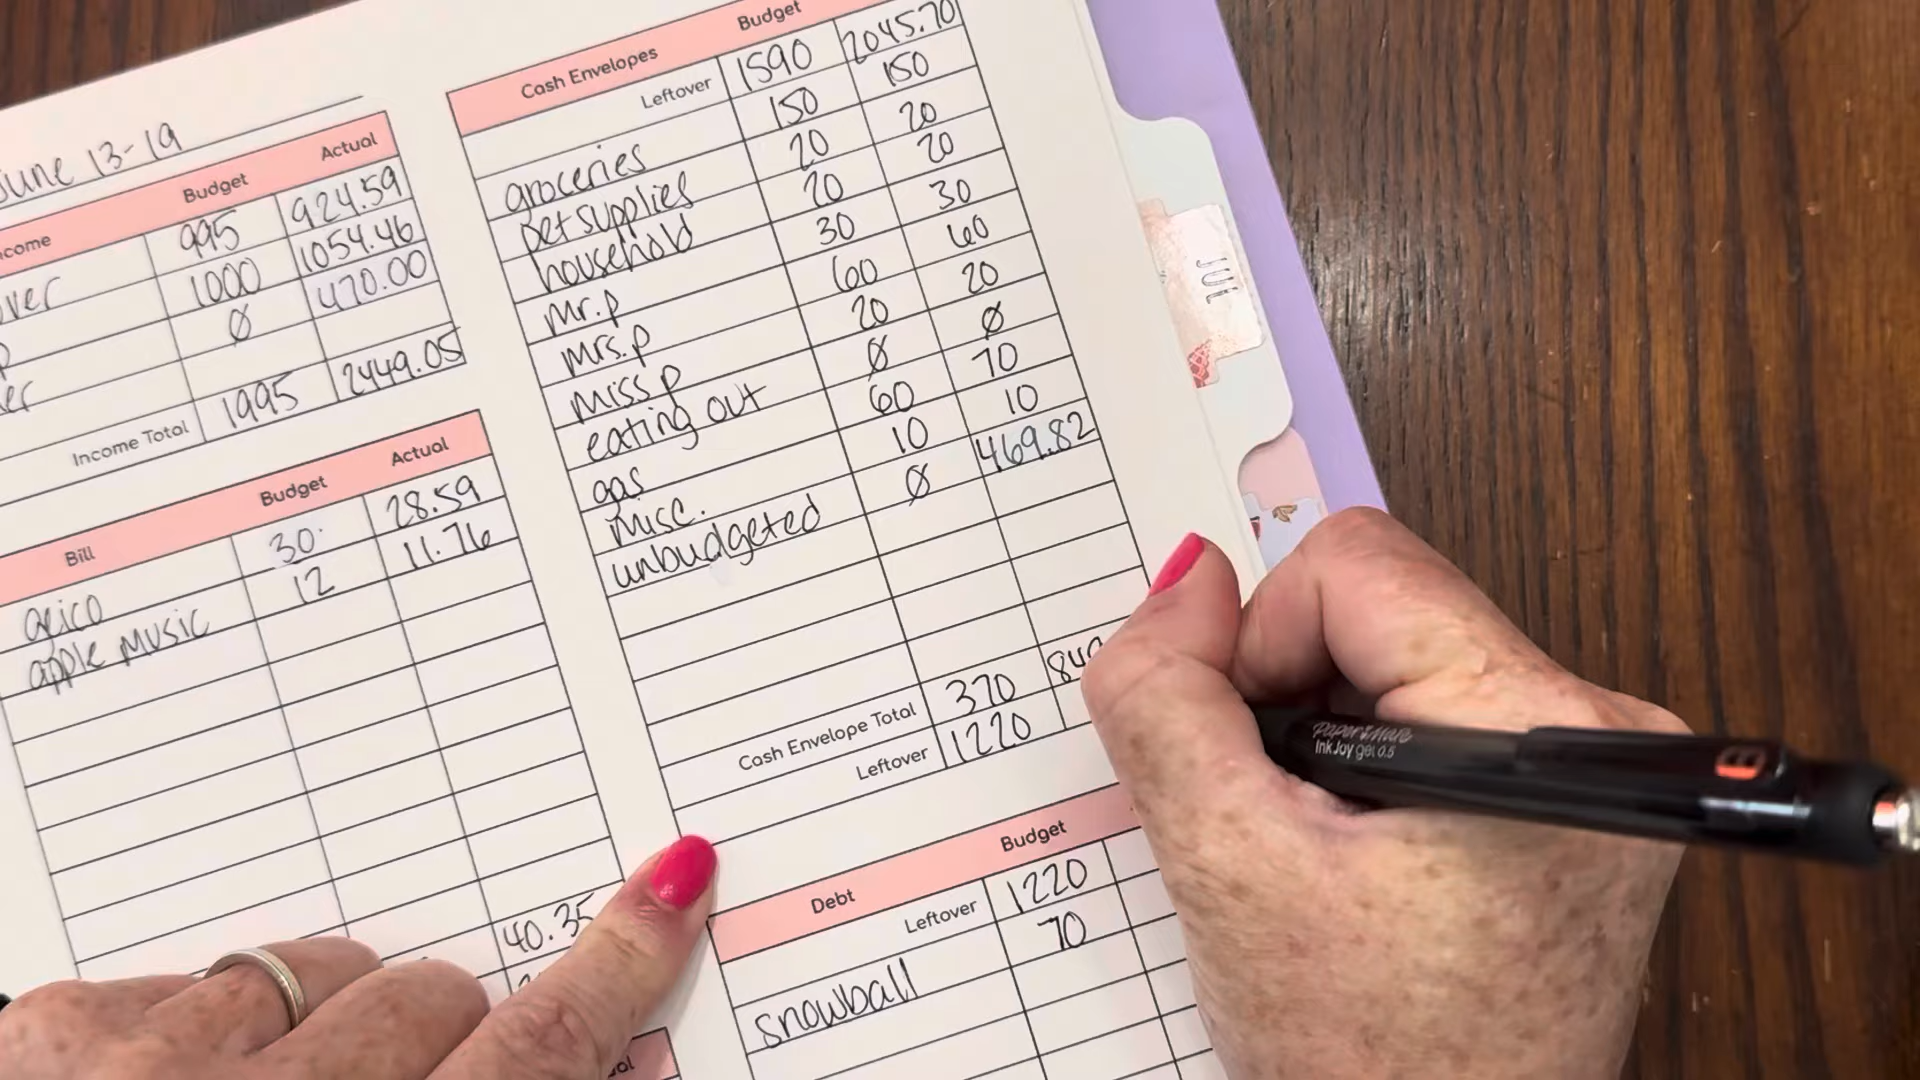 June 13-19
Budget Actual
995 924.59
1000 1054.46
Ø 470.00
Income Total 1995 2449.05
Bill Budget Actual
geico 30. 28.59
apple music 12 11.76
40.35
Cash Envelopes Budget
Leftover 1590 2045.70
groceries 150 150
pet supplies 20 20
household 20 20
mr. p 30 30
mrs. p 60 60
miss p 20 20
eating out Ø Ø
gas 60 70
misc. 10 10
unbudgeted Ø 469.82
Cash Envelope Total 370
Leftover 1220
Debt Budget
Leftover 1220
snowball 70
JUL
PaperMate
InkJoy gel 0.5